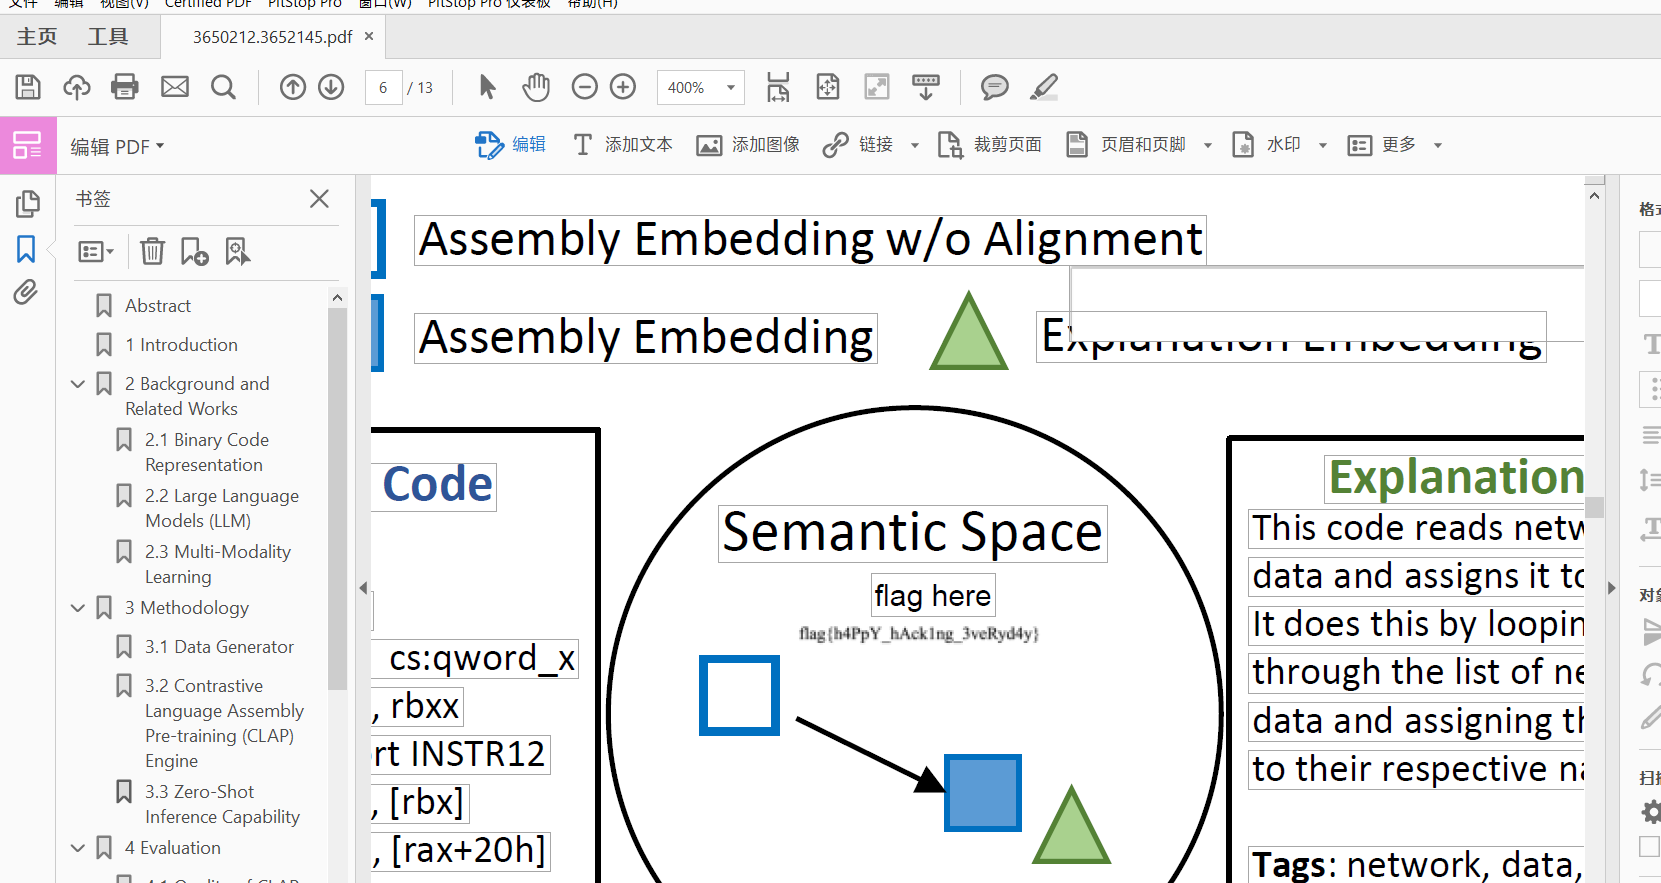 文件 编辑 视图(V) Certified PDF PitStop Pro 窗口(W) PitStop Pro 仪表板 帮助(H)
主页 工具 3650212.3652145.pdf ×
6 / 13 400%
编辑 PDF 编辑 添加文本 添加图像 链接 裁剪页面 页眉和页脚 水印 更多
书签
Abstract
1 Introduction
2 Background and
Related Works
2.1 Binary Code
Representation
2.2 Large Language
Models (LLM)
2.3 Multi-Modality
Learning
3 Methodology
3.1 Data Generator
3.2 Contrastive
Language Assembly
Pre-training (CLAP)
Engine
3.3 Zero-Shot
Inference Capability
4 Evaluation
Assembly Embedding w/o Alignment
Assembly Embedding
Explanation Embedding
Code
cs:qword_x
, rbxx
rt INSTR12
, [rbx]
, [rax+20h]
Semantic Space
flag here
flag{h4PpY_hAck1ng_3veRyd4y}
Explanation
This code reads netw
data and assigns it to
It does this by loopin
through the list of ne
data and assigning th
to their respective na
Tags: network, data,